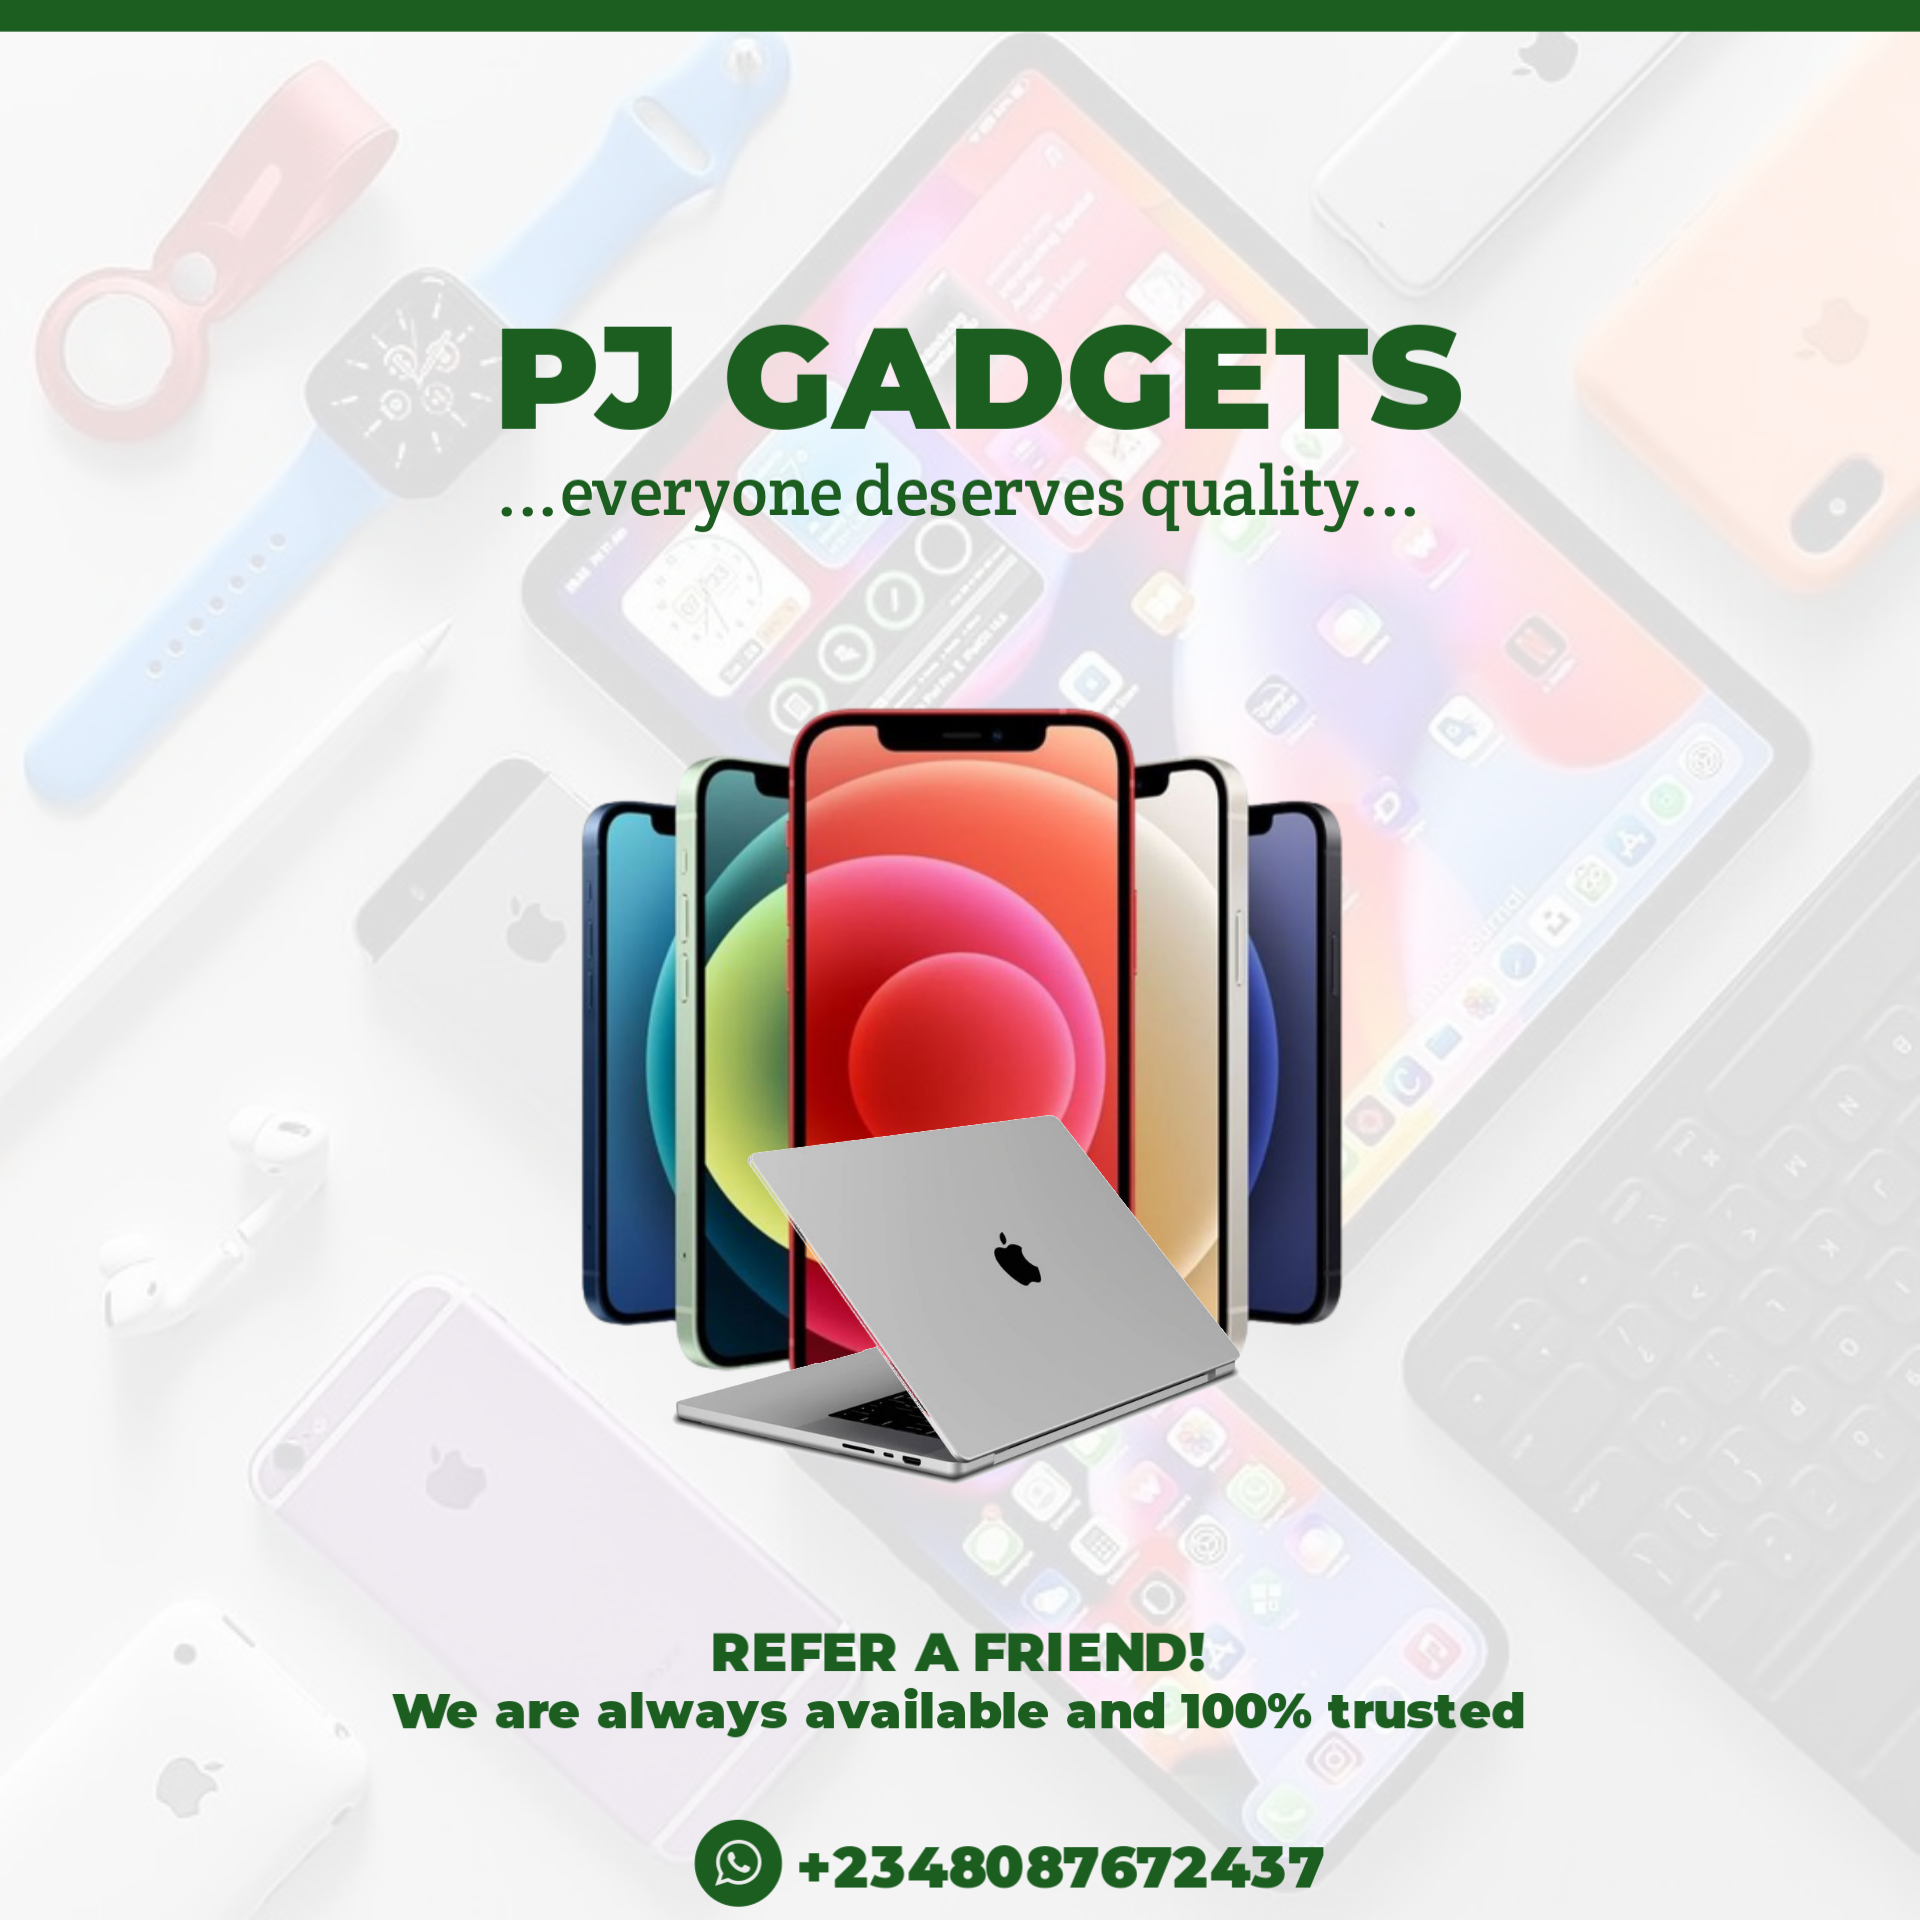 PJ GADGETS
...everyone deserves quality...
REFER A FRIEND!
We are always available and 100% trusted
+2348087672437